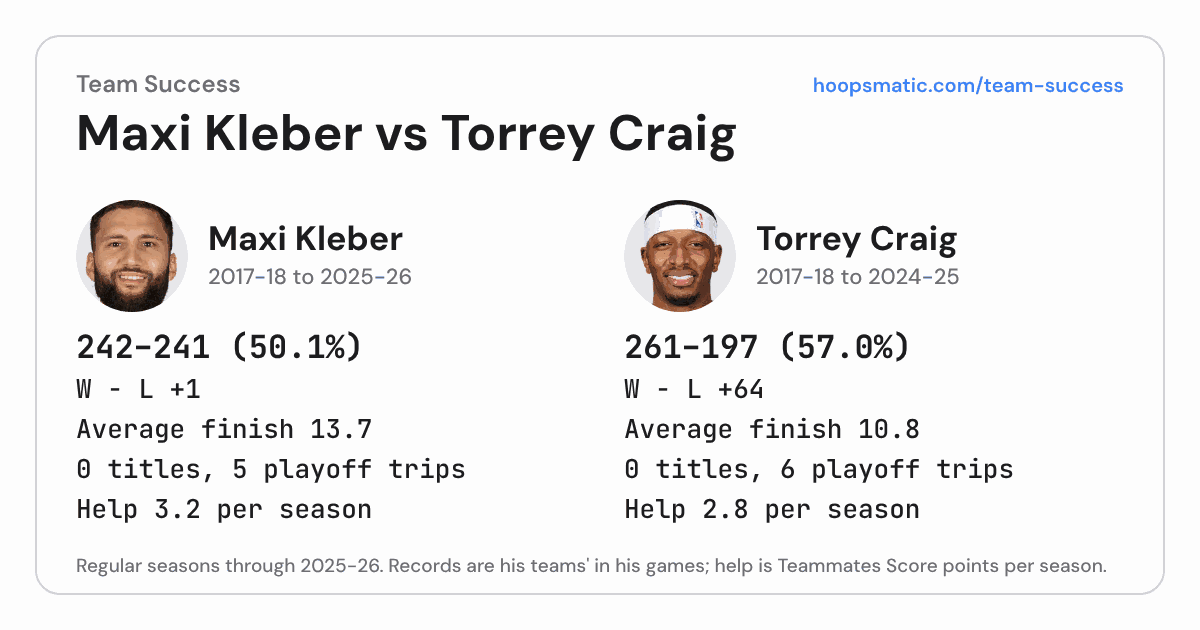 Team Success
hoopsmatic.com/team-success
Maxi Kleber vs Torrey Craig
Maxi Kleber
2017-18 to 2025-26
242-241 (50.1%)
W - L +1
Average finish 13.7
0 titles, 5 playoff trips
Help 3.2 per season
Torrey Craig
2017-18 to 2024-25
261-197 (57.0%)
W - L +64
Average finish 10.8
0 titles, 6 playoff trips
Help 2.8 per season
Regular seasons through 2025-26. Records are his teams' in his games; help is Teammates Score points per season.